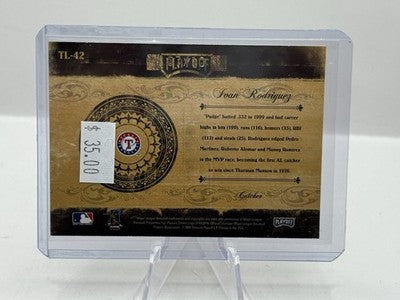 TL-42
PLAYOFF
Ivan Rodriguez
"Pudge" batted .332 in 1999 and had career
highs in hits (199), runs (116), homers (35), RBI
(113) and steals (25). Rodriguez edged Pedro
Martinez, Roberto Alomar and Manny Ramirez
in the MVP race, becoming the first AL catcher
to win since Thurman Munson in 1976.
$ 35.00
T
Catcher
PLAYOFF